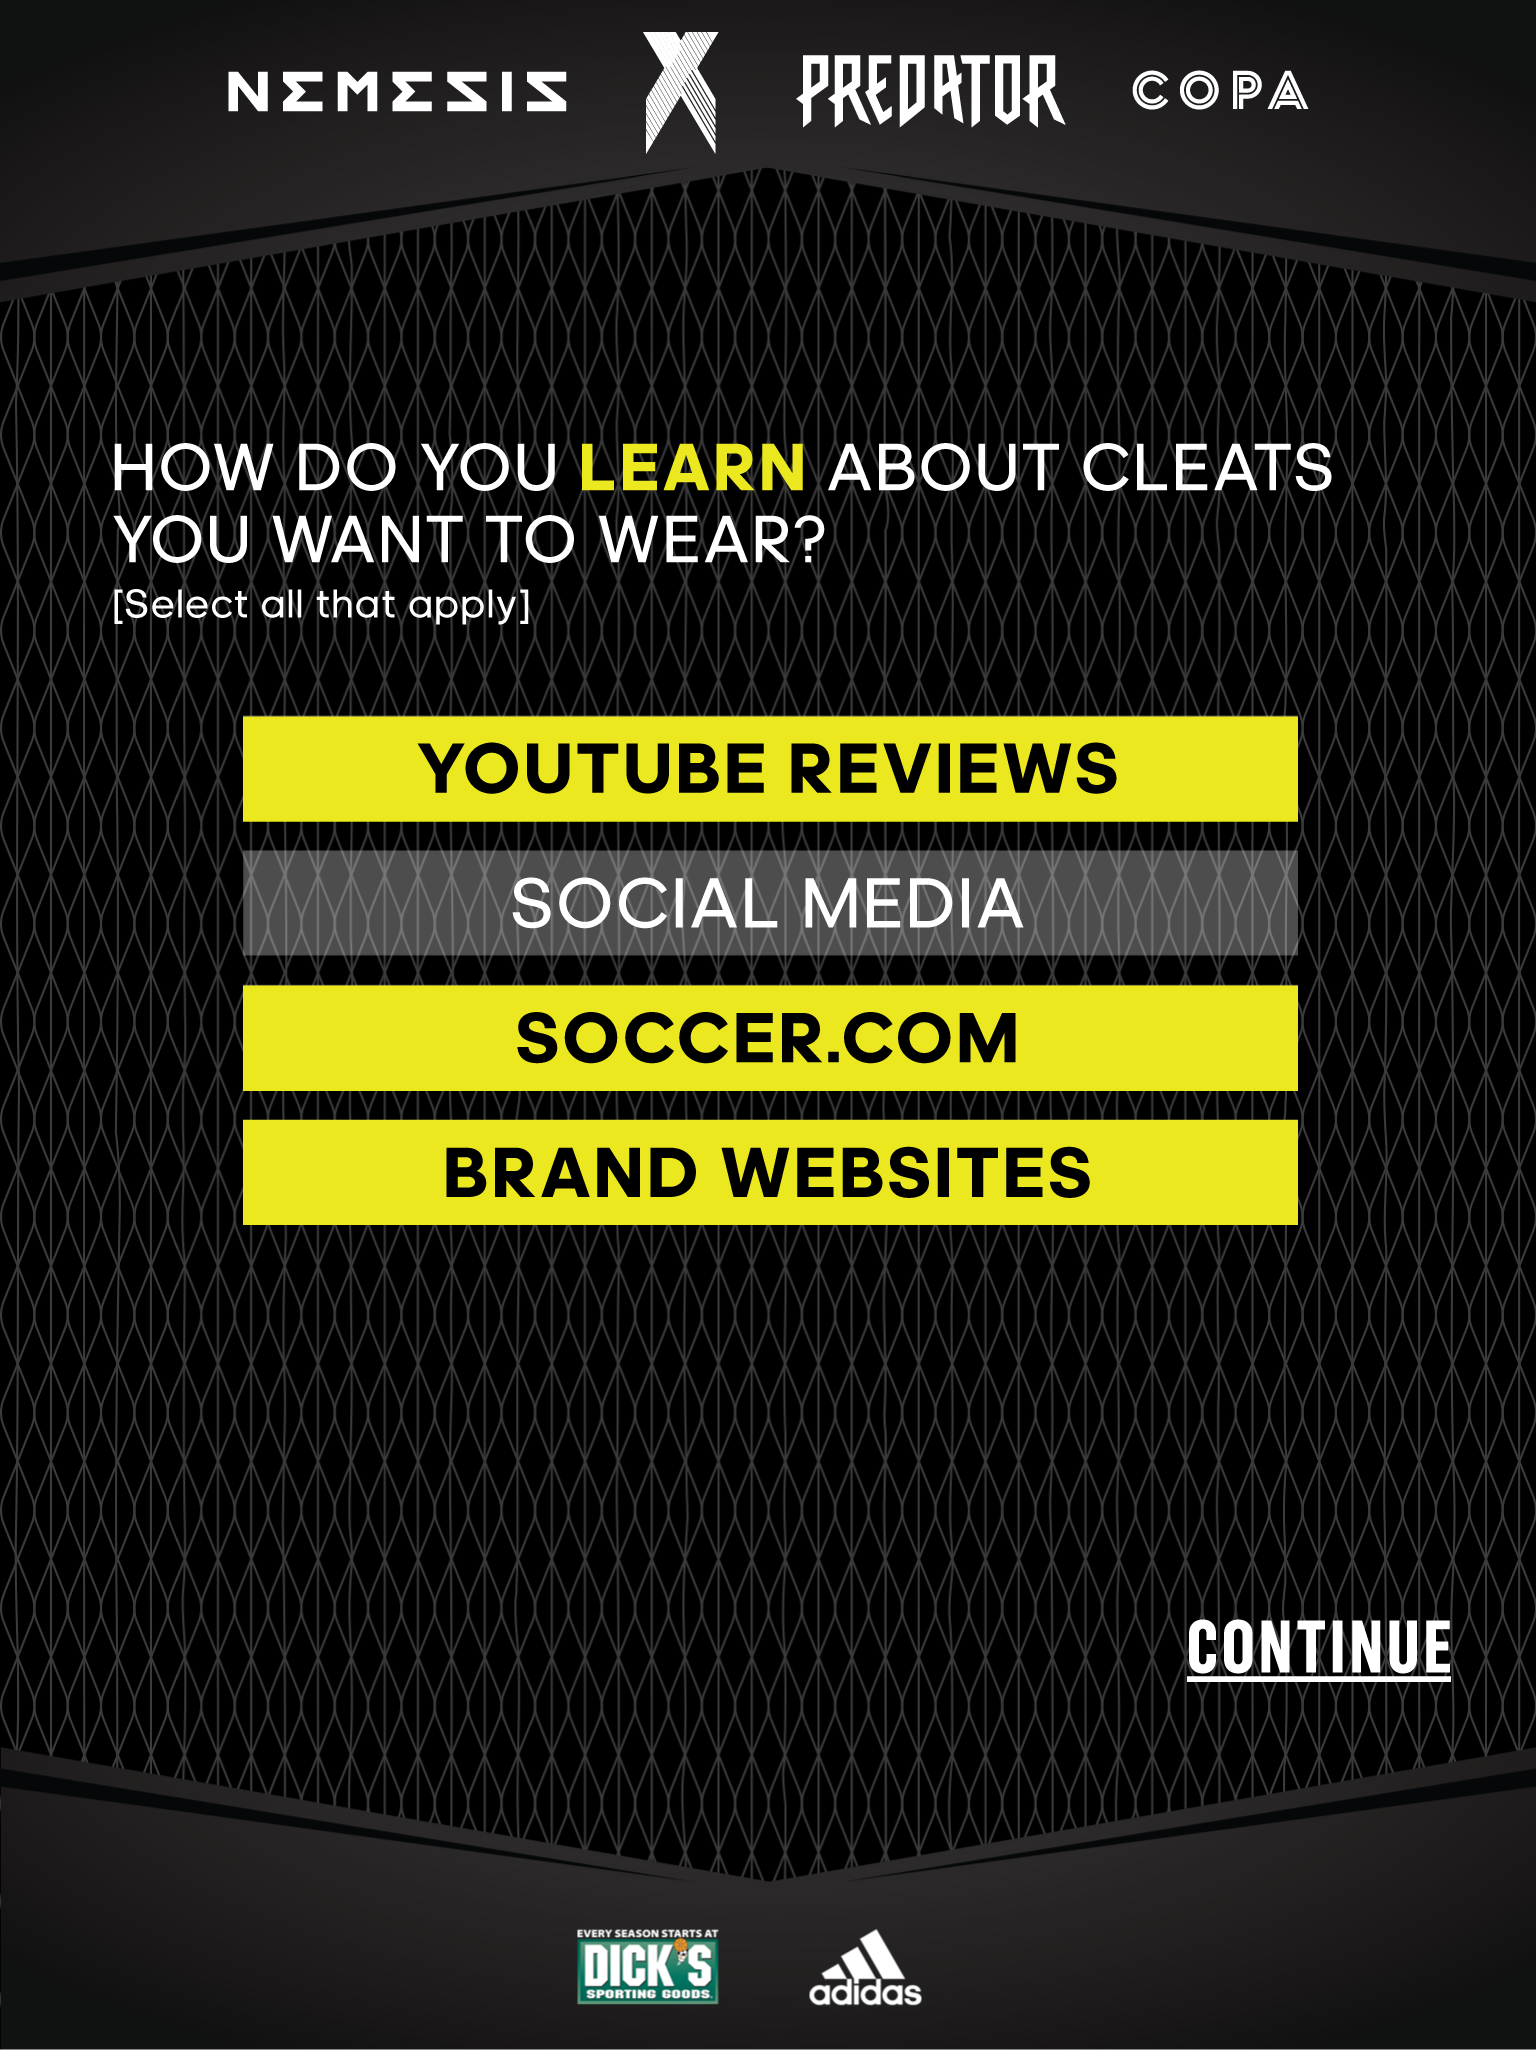 NEMESIS X PREDATOR COPA
HOW DO YOU LEARN ABOUT CLEATS
YOU WANT TO WEAR?
[Select all that apply]
YOUTUBE REVIEWS
SOCIAL MEDIA
SOCCER.COM
BRAND WEBSITES
CONTINUE
EVERY SEASON STARTS AT
DICK'S
SPORTING GOODS
adidas